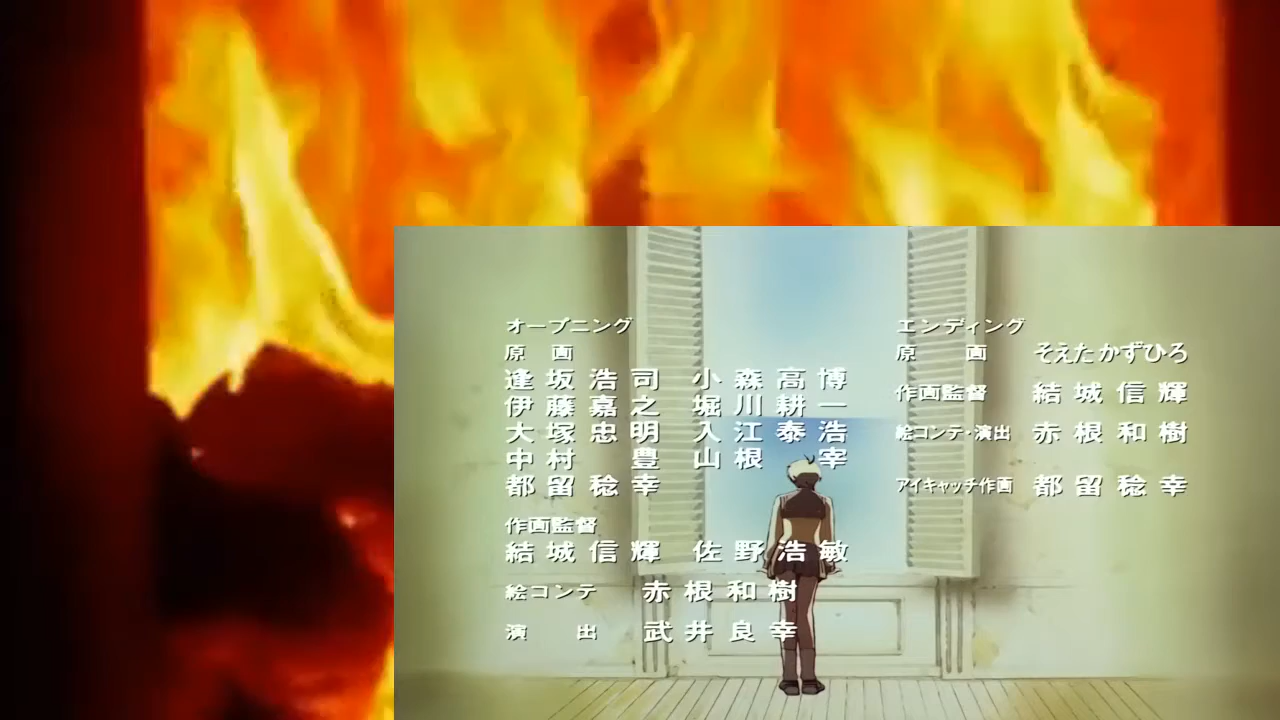 オープニング
原 画
逢坂浩司 小森高博
伊藤嘉之 堀川耕一
大塚忠明 入江泰浩
中村 豊 山根 宰
都留稔幸
作画監督
結城信輝 佐野浩敏
絵コンテ 赤根和樹
演 出 武井良幸
エンディング
原 画 そえたかずひろ
作画監督 結城信輝
絵コンテ・演出 赤根和樹
アイキャッチ作画 都留稔幸